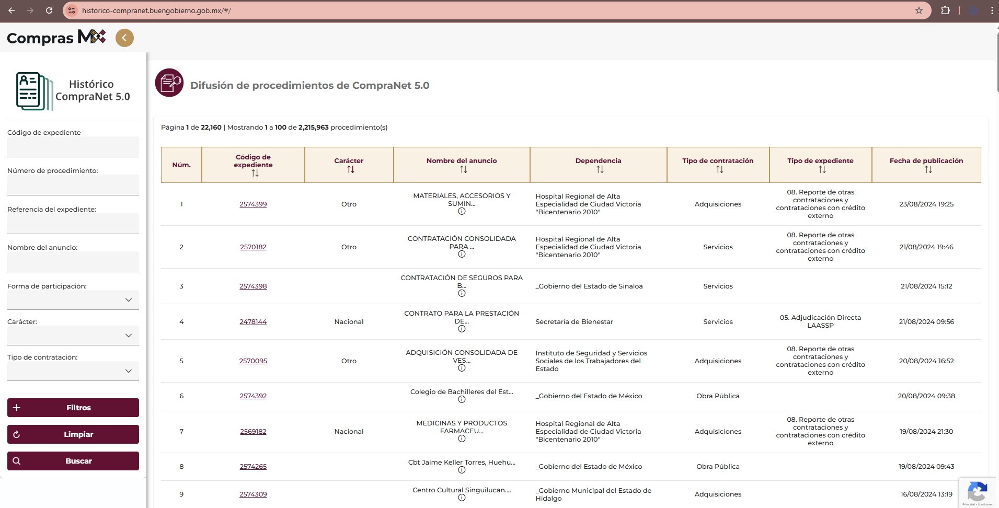 historico-compranet.buengobierno.gob.mx/#/
Compras MX
Histórico
CompraNet 5.0
Código de expediente
Número de procedimiento:
Referencia del expediente:
Nombre del anuncio:
Forma de participación:
Carácter:
Tipo de contratación:
Filtros
Limpiar
Buscar
Difusión de procedimientos de CompraNet 5.0
Página 1 de 22,160 | Mostrando 1 a 100 de 2,215,963 procedimiento(s)
Núm.
Código de
expediente
Carácter
Nombre del anuncio
Dependencia
Tipo de contratación
Tipo de expediente
Fecha de publicación
1
2574399
Otro
MATERIALES, ACCESORIOS Y
SUMIN...
Hospital Regional de Alta
Especialidad de Ciudad Victoria
"Bicentenario 2010"
Adquisiciones
08. Reporte de otras
contrataciones y
contrataciones con crédito
externo
23/08/2024 19:25
2
2570182
Otro
CONTRATACIÓN CONSOLIDADA
PARA ...
Hospital Regional de Alta
Especialidad de Ciudad Victoria
"Bicentenario 2010"
Servicios
08. Reporte de otras
contrataciones y
contrataciones con crédito
externo
21/08/2024 19:46
3
2574398
CONTRATACIÓN DE SEGUROS PARA
B...
_Gobierno del Estado de Sinaloa
Servicios
21/08/2024 15:12
4
2478144
Nacional
CONTRATO PARA LA PRESTACIÓN
DE...
Secretaría de Bienestar
Servicios
05. Adjudicación Directa
LAASSP
21/08/2024 09:56
5
2570095
Otro
ADQUISICIÓN CONSOLIDADA DE
VES...
Instituto de Seguridad y Servicios
Sociales de los Trabajadores del
Estado
Adquisiciones
08. Reporte de otras
contrataciones y
contrataciones con crédito
externo
20/08/2024 16:52
6
2574392
Colegio de Bachilleres del Est...
_Gobierno del Estado de México
Obra Pública
20/08/2024 09:38
7
2569182
Nacional
MEDICINAS Y PRODUCTOS
FARMACEU...
Hospital Regional de Alta
Especialidad de Ciudad Victoria
"Bicentenario 2010"
Adquisiciones
08. Reporte de otras
contrataciones y
contrataciones con crédito
externo
19/08/2024 21:30
8
2574265
Cbt Jaime Keller Torres, Huehu...
_Gobierno del Estado de México
Obra Pública
19/08/2024 09:43
9
2574309
Centro Cultural Singuilucan....
_Gobierno Municipal del Estado de
Hidalgo
Adquisiciones
16/08/2024 13:19
Privacidad - Condiciones